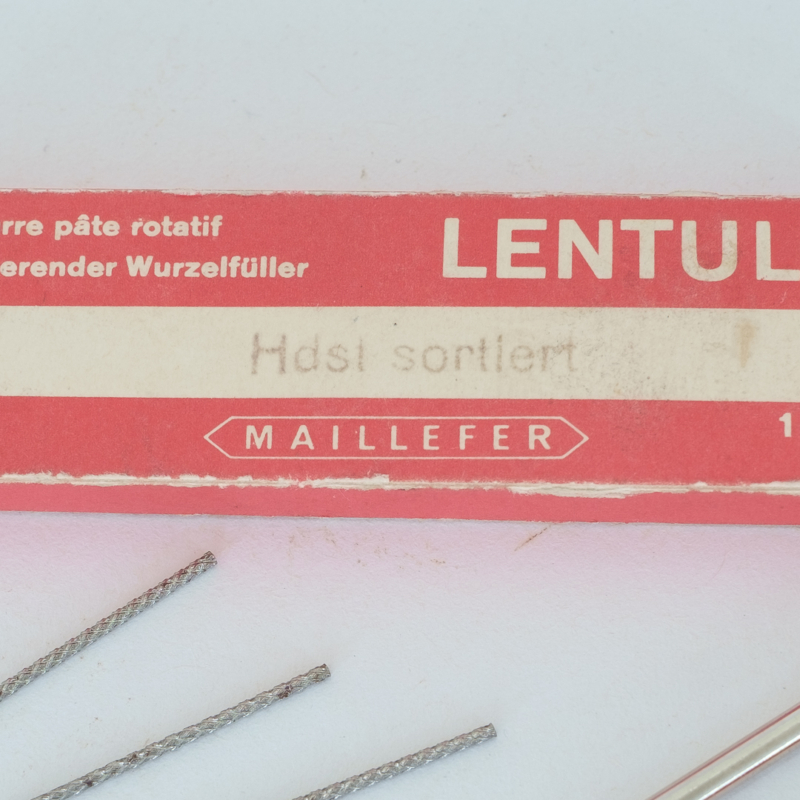 rre pâte rotatif
erender Wurzelfüller
LENTUL
Hdsl sortiert
MAILLEFER
1